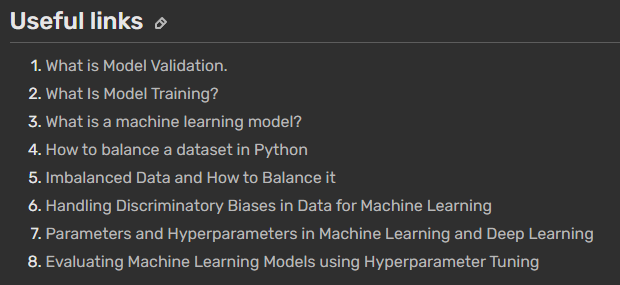 Useful links
1. What is Model Validation.
2. What Is Model Training?
3. What is a machine learning model?
4. How to balance a dataset in Python
5. Imbalanced Data and How to Balance it
6. Handling Discriminatory Biases in Data for Machine Learning
7. Parameters and Hyperparameters in Machine Learning and Deep Learning
8. Evaluating Machine Learning Models using Hyperparameter Tuning